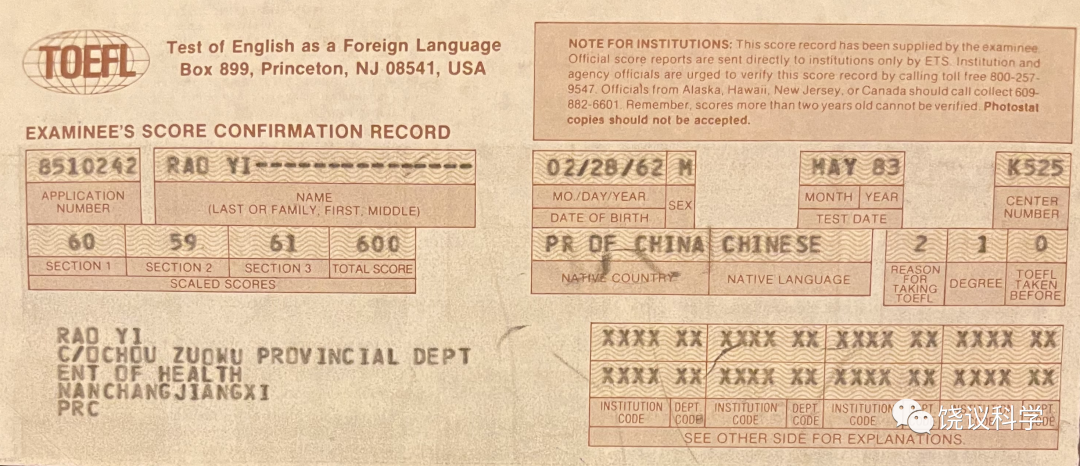 TOEFL
Test of English as a Foreign Language
Box 899, Princeton, NJ 08541, USA
NOTE FOR INSTITUTIONS: This score record has been supplied by the examinee.
Official score reports are sent directly to institutions only by ETS. Institution and
agency officials are urged to verify this score record by calling toll free 800-257-
9547. Officials from Alaska, Hawaii, New Jersey, or Canada should call collect 609-
882-6601. Remember, scores more than two years old cannot be verified. Photostat
copies should not be accepted.
EXAMINEE'S SCORE CONFIRMATION RECORD
8510242 RAO YI----------------
APPLICATION NUMBER
NAME
(LAST OR FAMILY, FIRST, MIDDLE)
02/28/62 M
MO./DAY/YEAR
DATE OF BIRTH
SEX
MAY 83
MONTH YEAR
TEST DATE
K525
CENTER NUMBER
60 59 61 600
SECTION 1 SECTION 2 SECTION 3 TOTAL SCORE
SCALED SCORES
PR OF CHINA CHINESE
NATIVE COUNTRY NATIVE LANGUAGE
2 1 0
REASON FOR TAKING TOEFL
DEGREE
TOEFL TAKEN BEFORE
RAO YI
C/OCHOU ZUOWU PROVINCIAL DEPT
ENT OF HEALTH
NANCHANGJIANGXI
PRC
XXXX XX XXXX XX XXXX XX XXXX XX
XXXX XX XXXX XX XXXX XX XXXX XX
INSTITUTION CODE DEPT. CODE INSTITUTION CODE DEPT. CODE INSTITUTION CODE
DEPT. CODE
SEE OTHER SIDE FOR EXPLANATIONS.
饶议科学